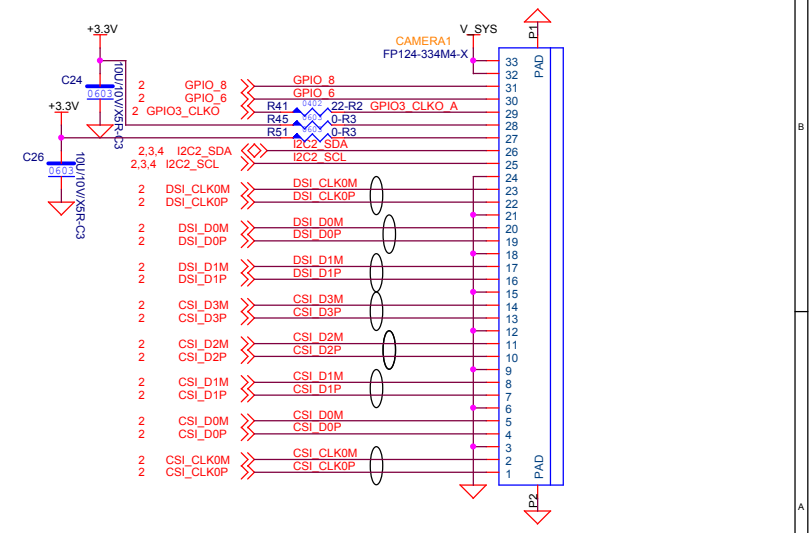 +3.3V
V_SYS
P1
CAMERA1
FP124-334M4-X
PAD
C24
0603
10U/10V/X5R-C3
33
32
2 GPIO_8 GPIO_8 31
2 GPIO_6 GPIO_6 30
2 GPIO3_CLKO R41 0402 22-R2 GPIO3_CLKO_A 29
+3.3V
R45 0603 0-R3 28
R51 0603 0-R3 27
C26
0603
10U/10V/X5R-C3
2,3,4 I2C2_SDA I2C2_SDA 26
2,3,4 I2C2_SCL I2C2_SCL 25
24
2 DSI_CLK0M DSI_CLK0M 23
2 DSI_CLK0P DSI_CLK0P 22
21
2 DSI_D0M DSI_D0M 20
2 DSI_D0P DSI_D0P 19
18
2 DSI_D1M DSI_D1M 17
2 DSI_D1P DSI_D1P 16
15
2 CSI_D3M CSI_D3M 14
2 CSI_D3P CSI_D3P 13
12
2 CSI_D2M CSI_D2M 11
2 CSI_D2P CSI_D2P 10
9
2 CSI_D1M CSI_D1M 8
2 CSI_D1P CSI_D1P 7
6
2 CSI_D0M CSI_D0M 5
2 CSI_D0P CSI_D0P 4
3
2 CSI_CLK0M CSI_CLK0M 2
2 CSI_CLK0P CSI_CLK0P 1
PAD
P2
B
A